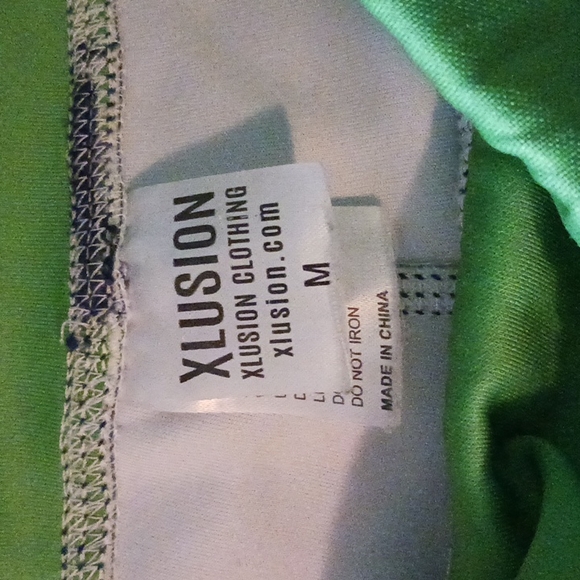 XLUSION
XLUSION CLOTHING
xlusion.com
M
DO NOT IRON
MADE IN CHINA